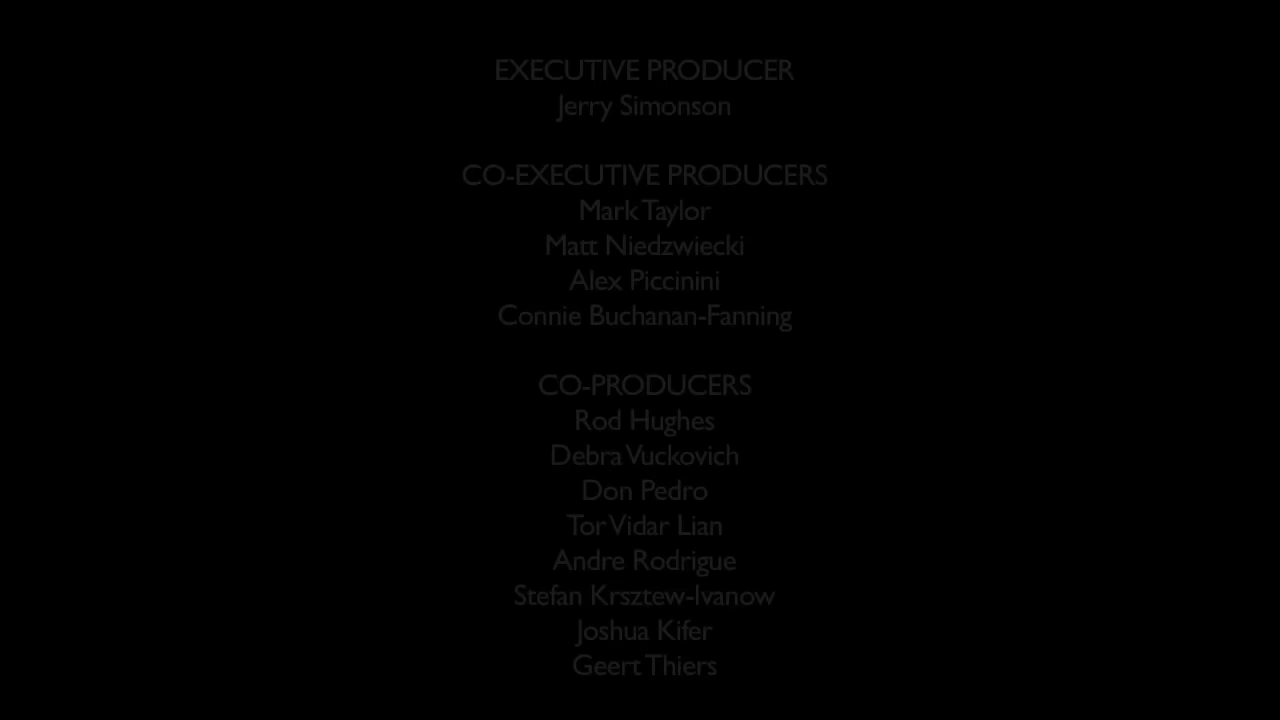 EXECUTIVE PRODUCER
Jerry Simonson
CO-EXECUTIVE PRODUCERS
Mark Taylor
Matt Niedzwiecki
Alex Piccinini
Connie Buchanan-Fanning
CO-PRODUCERS
Rod Hughes
Debra Vuckovich
Don Pedro
Tor Vidar Lian
Andre Rodrigue
Stefan Krsztew-Ivanow
Joshua Kifer
Geert Thiers